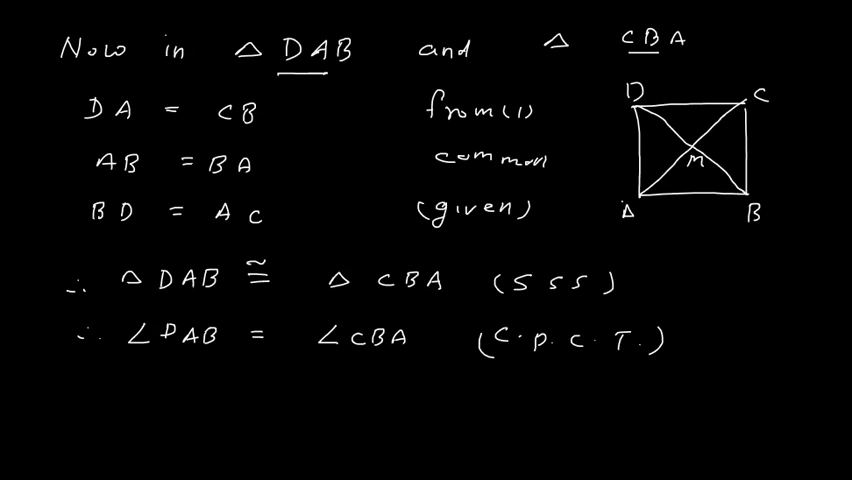 Now in △ DAB and △ CBA
DA = CB from (1)
AB = BA common
BD = AC (given)
∴ △ DAB ≅ △ CBA (SSS)
∴ ∠DAB = ∠CBA (C.P.C.T.)
D C
M
A B